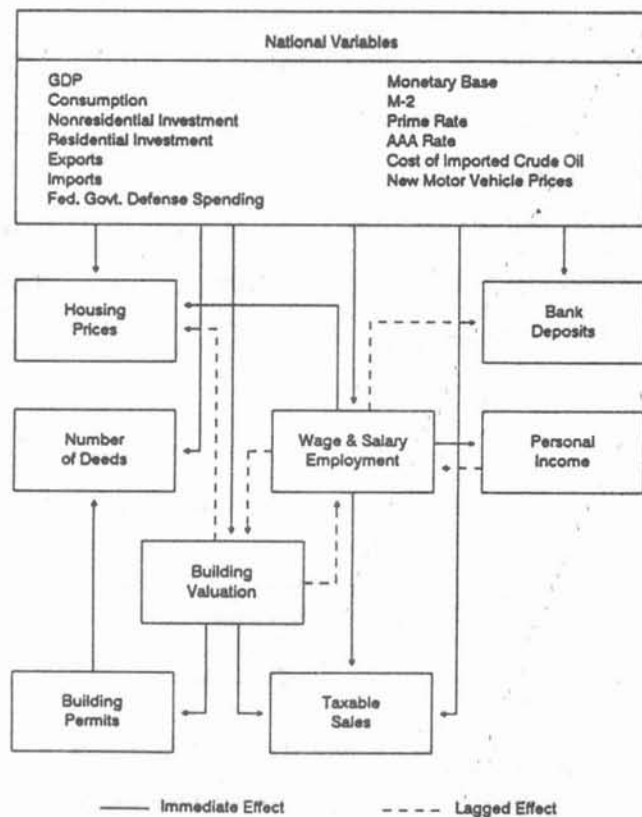 National Variables
GDP
Consumption
Nonresidential Investment
Residential Investment
Exports
Imports
Fed. Govt. Defense Spending
Monetary Base
M-2
Prime Rate
AAA Rate
Cost of Imported Crude Oil
New Motor Vehicle Prices
Housing
Prices
Bank
Deposits
Number
of Deeds
Wage & Salary
Employment
Personal
Income
Building
Valuation
Building
Permits
Taxable
Sales
Immediate Effect
Lagged Effect